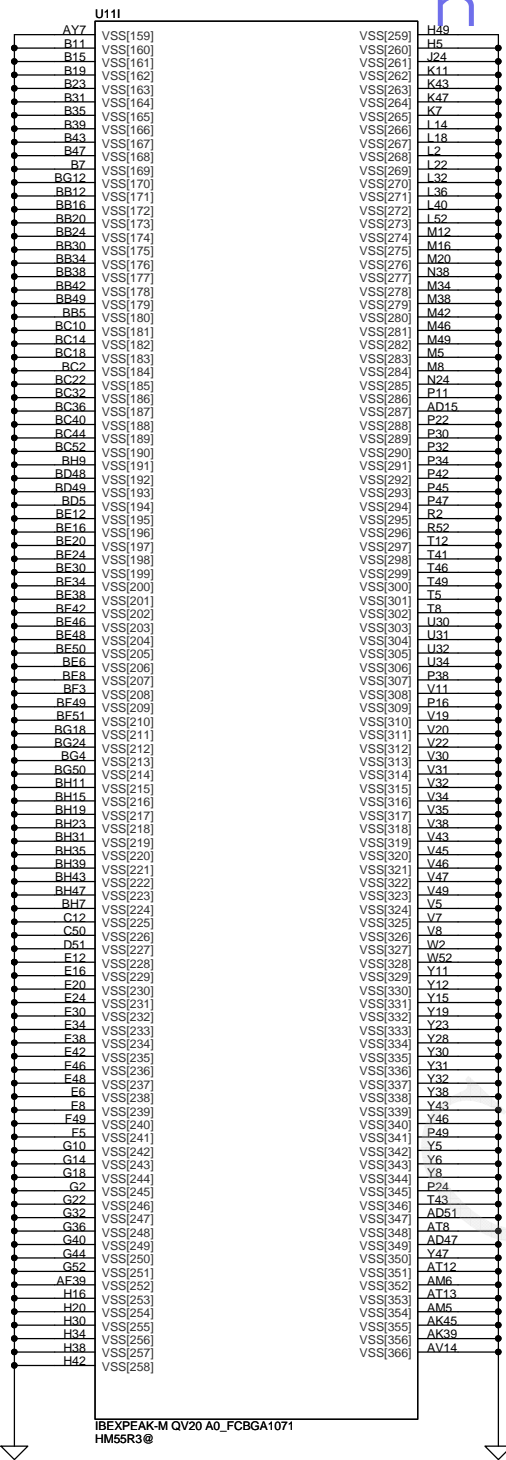 U11I
AY7 VSS[159] VSS[259] H49
B11 VSS[160] VSS[260] H5
B15 VSS[161] VSS[261] J24
B19 VSS[162] VSS[262] K11
B23 VSS[163] VSS[263] K43
B31 VSS[164] VSS[264] K47
B35 VSS[165] VSS[265] K7
B39 VSS[166] VSS[266] L14
B43 VSS[167] VSS[267] L18
B47 VSS[168] VSS[268] L2
B7 VSS[169] VSS[269] L22
BG12 VSS[170] VSS[270] L32
BB12 VSS[171] VSS[271] L36
BB16 VSS[172] VSS[272] L40
BB20 VSS[173] VSS[273] L52
BB24 VSS[174] VSS[274] M12
BB30 VSS[175] VSS[275] M16
BB34 VSS[176] VSS[276] M20
BB38 VSS[177] VSS[277] N38
BB42 VSS[178] VSS[278] M34
BB49 VSS[179] VSS[279] M38
BB5 VSS[180] VSS[280] M42
BC10 VSS[181] VSS[281] M46
BC14 VSS[182] VSS[282] M49
BC18 VSS[183] VSS[283] M5
BC2 VSS[184] VSS[284] M8
BC22 VSS[185] VSS[285] N24
BC32 VSS[186] VSS[286] P11
BC36 VSS[187] VSS[287] AD15
BC40 VSS[188] VSS[288] P22
BC44 VSS[189] VSS[289] P30
BC52 VSS[190] VSS[290] P32
BH9 VSS[191] VSS[291] P34
BD48 VSS[192] VSS[292] P42
BD49 VSS[193] VSS[293] P45
BD5 VSS[194] VSS[294] P47
BE12 VSS[195] VSS[295] R2
BE16 VSS[196] VSS[296] R52
BE20 VSS[197] VSS[297] T12
BE24 VSS[198] VSS[298] T41
BE30 VSS[199] VSS[299] T46
BE34 VSS[200] VSS[300] T49
BE38 VSS[201] VSS[301] T5
BE42 VSS[202] VSS[302] T8
BE46 VSS[203] VSS[303] U30
BE48 VSS[204] VSS[304] U31
BE50 VSS[205] VSS[305] U32
BE6 VSS[206] VSS[306] U34
BE8 VSS[207] VSS[307] P38
BF3 VSS[208] VSS[308] V11
BF49 VSS[209] VSS[309] P16
BF51 VSS[210] VSS[310] V19
BG18 VSS[211] VSS[311] V20
BG24 VSS[212] VSS[312] V22
BG4 VSS[213] VSS[313] V30
BG50 VSS[214] VSS[314] V31
BH11 VSS[215] VSS[315] V32
BH15 VSS[216] VSS[316] V34
BH19 VSS[217] VSS[317] V35
BH23 VSS[218] VSS[318] V38
BH31 VSS[219] VSS[319] V43
BH35 VSS[220] VSS[320] V45
BH39 VSS[221] VSS[321] V46
BH43 VSS[222] VSS[322] V47
BH47 VSS[223] VSS[323] V49
BH7 VSS[224] VSS[324] V5
C12 VSS[225] VSS[325] V7
C50 VSS[226] VSS[326] V8
D51 VSS[227] VSS[327] W2
E12 VSS[228] VSS[328] W52
E16 VSS[229] VSS[329] Y11
E20 VSS[230] VSS[330] Y12
E24 VSS[231] VSS[331] Y15
E30 VSS[232] VSS[332] Y19
E34 VSS[233] VSS[333] Y23
E38 VSS[234] VSS[334] Y28
E42 VSS[235] VSS[335] Y30
E46 VSS[236] VSS[336] Y31
E48 VSS[237] VSS[337] Y32
E6 VSS[238] VSS[338] Y38
E8 VSS[239] VSS[339] Y43
F49 VSS[240] VSS[340] Y46
F5 VSS[241] VSS[341] P49
G10 VSS[242] VSS[342] Y5
G14 VSS[243] VSS[343] Y6
G18 VSS[244] VSS[344] Y8
G2 VSS[245] VSS[345] P24
G22 VSS[246] VSS[346] T43
G32 VSS[247] VSS[347] AD51
G36 VSS[248] VSS[348] AT8
G40 VSS[249] VSS[349] AD47
G44 VSS[250] VSS[350] Y47
G52 VSS[251] VSS[351] AT12
AF39 VSS[252] VSS[352] AM6
H16 VSS[253] VSS[353] AT13
H20 VSS[254] VSS[354] AM5
H30 VSS[255] VSS[355] AK45
H34 VSS[256] VSS[356] AK39
H38 VSS[257] VSS[366] AV14
H42 VSS[258]
IBEXPEAK-M QV20 A0_FCBGA1071
HM55R3@